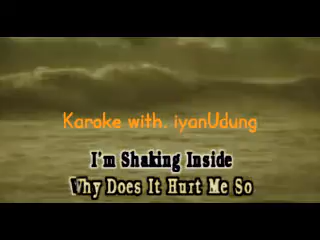 Karoke with. iyanUdung
I'm Shaking Inside
Why Does It Hurt Me So